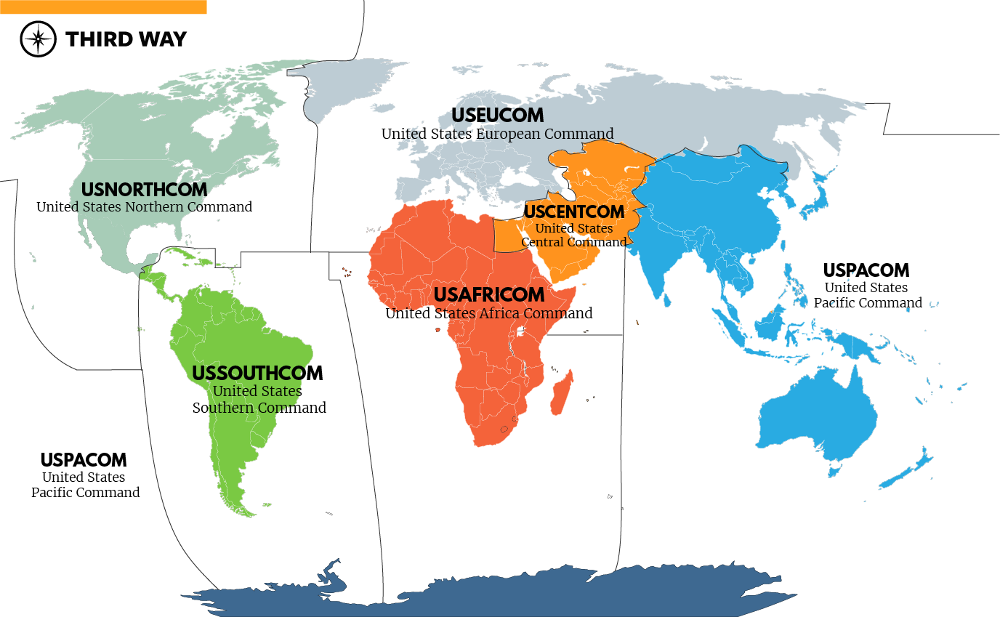 THIRD WAY
USEUCOM
United States European Command
USNORTHCOM
United States Northern Command
USCENTCOM
United States
Central Command
USPACOM
United States
Pacific Command
USAFRICOM
United States Africa Command
USSOUTHCOM
United States
Southern Command
USPACOM
United States
Pacific Command